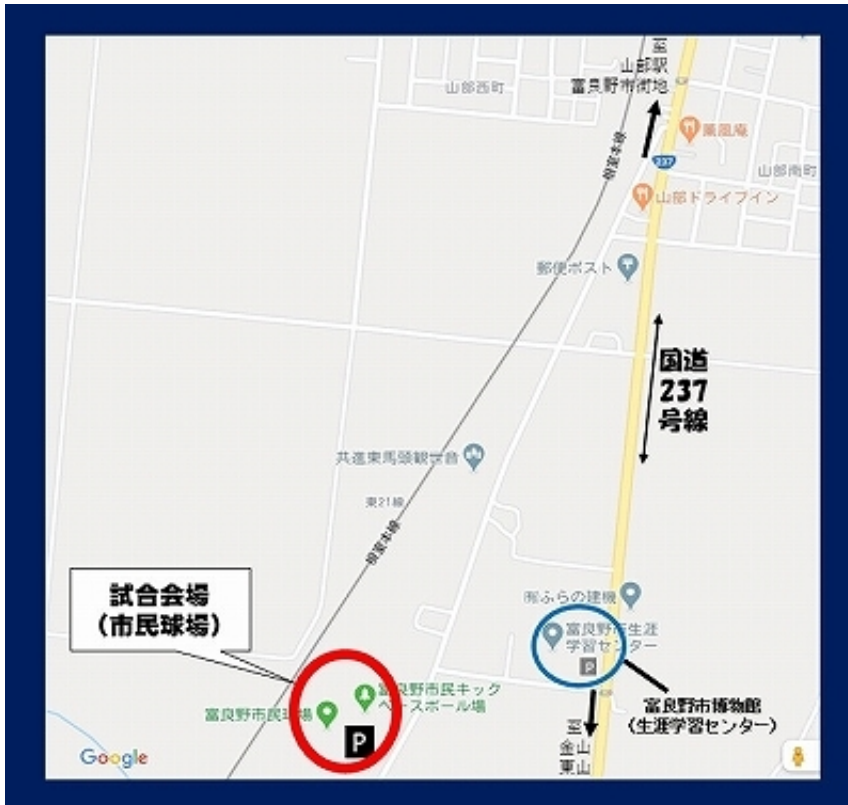 至
山部駅
富良野市街地
山部西町
薫風庵
根室本線
237
山部南町
山部ドライブイン
郵便ポスト
国道
237
号線
共進東馬頭観世音
東21線
根室本線
試合会場
（市民球場）
㈲ふらの建機
富良野市生涯
学習センター
P
富良野市民キック
ベースボール場
富良野市民球場
P
富良野市博物館
（生涯学習センター）
至
金山
東山
Google